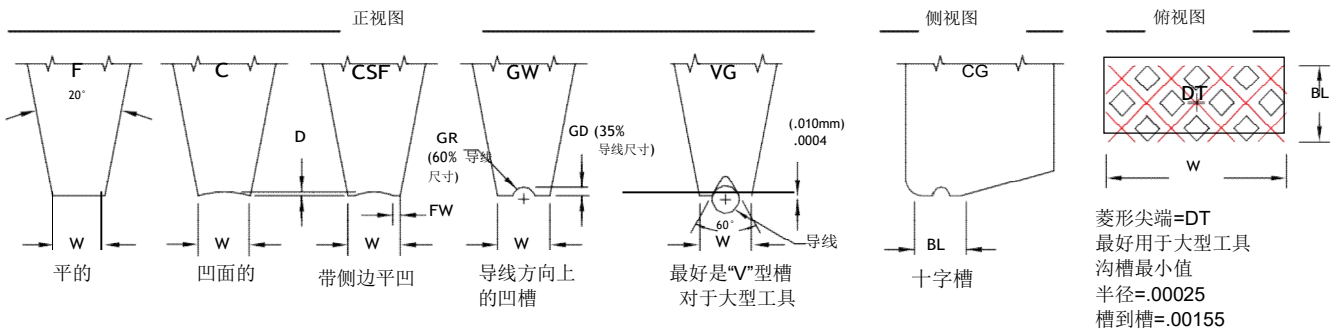 正视图
侧视图
俯视图
F
C
CSF
GW
VG
CG
DT
20°
D
GR
(60% 导线
尺寸)
GD (35%
导线尺寸)
(.010mm)
.0004
BL
W
FW
W
W
W
W
W
60°
导线
BL
平的
凹面的
带侧边平凹
导线方向上
的凹槽
最好是“V”型槽
对于大型工具
十字槽
菱形尖端=DT
最好用于大型工具
沟槽最小值
半径=.00025
槽到槽=.00155